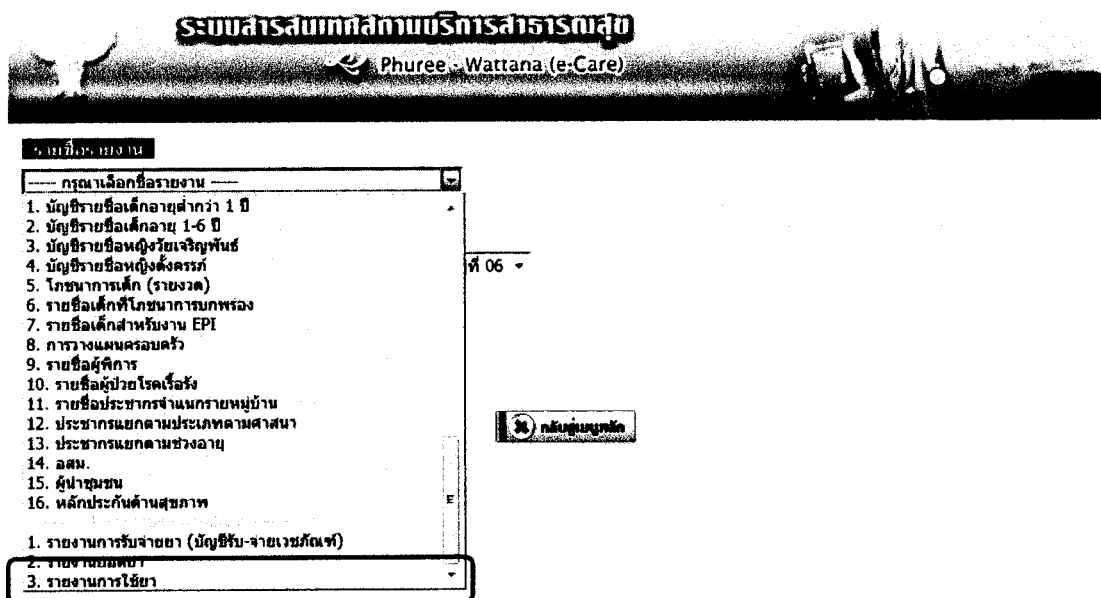 ระบบสารสนเทศสถานบริการสาธารณสุข
Phuree - Wattana (e-Care)
รายชื่อรายงาน
----- กรุณาเลือกชื่อรายงาน -----
1. บัญชีรายชื่อเด็กอายุต่ำกว่า 1 ปี
2. บัญชีรายชื่อเด็กอายุ 1-6 ปี
3. บัญชีรายชื่อหญิงวัยเจริญพันธ์
4. บัญชีรายชื่อหญิงตั้งครรภ์
ที่ 06
5. โภชนาการเด็ก (รายงวด)
6. รายชื่อเด็กที่โภชนาการบกพร่อง
7. รายชื่อเด็กสำหรับงาน EPI
8. การวางแผนครอบครัว
9. รายชื่อผู้พิการ
10. รายชื่อผู้ป่วยโรคเรื้อรัง
11. รายชื่อประชากรจำแนกรายหมู่บ้าน
12. ประชากรแยกตามประเภทตามศาสนา
กลับสู่เมนูหลัก
13. ประชากรแยกตามช่วงอายุ
14. อสม.
15. ผู้นำชุมชน
16. หลักประกันด้านสุขภาพ
1. รายงานการรับจ่ายยา (บัญชีรับ-จ่ายเวชภัณฑ์)
2. รายงานยอดยา
3. รายงานการใช้ยา